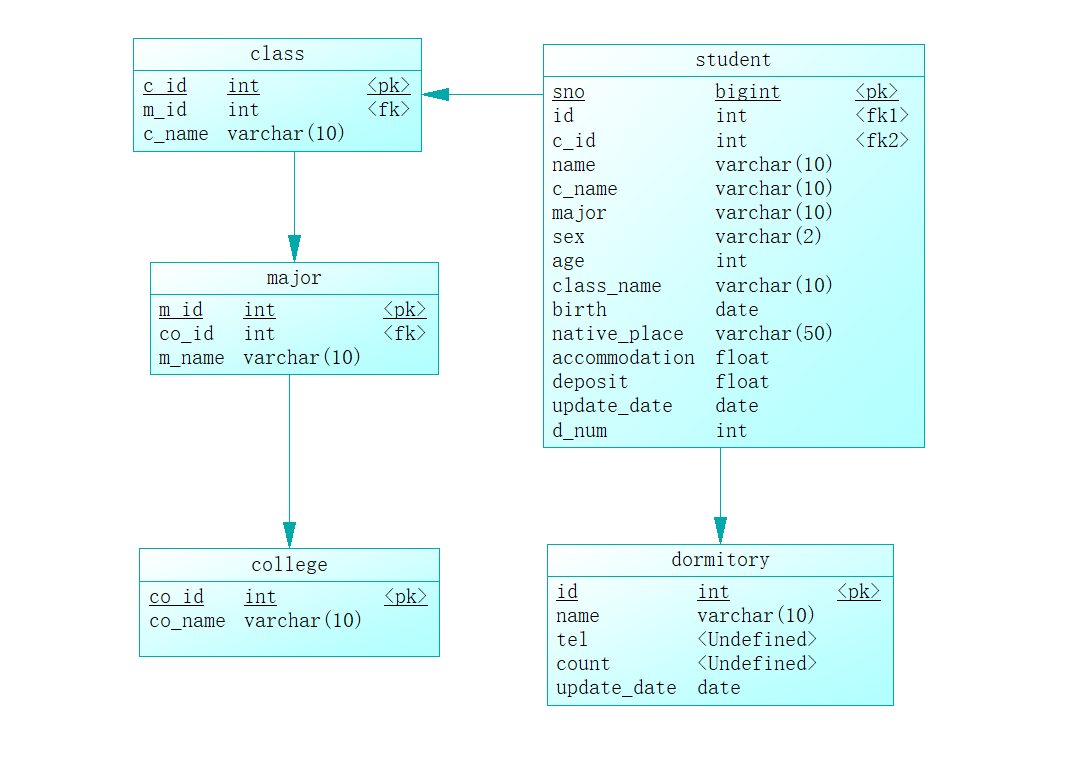 class
c_id int <pk>
m_id int <fk>
c_name varchar(10)
student
sno bigint <pk>
id int <fk1>
c_id int <fk2>
name varchar(10)
c_name varchar(10)
major varchar(10)
sex varchar(2)
age int
class_name varchar(10)
birth date
native_place varchar(50)
accommodation float
deposit float
update_date date
d_num int
major
m_id int <pk>
co_id int <fk>
m_name varchar(10)
college
co_id int <pk>
co_name varchar(10)
dormitory
id int <pk>
name varchar(10)
tel <Undefined>
count <Undefined>
update_date date